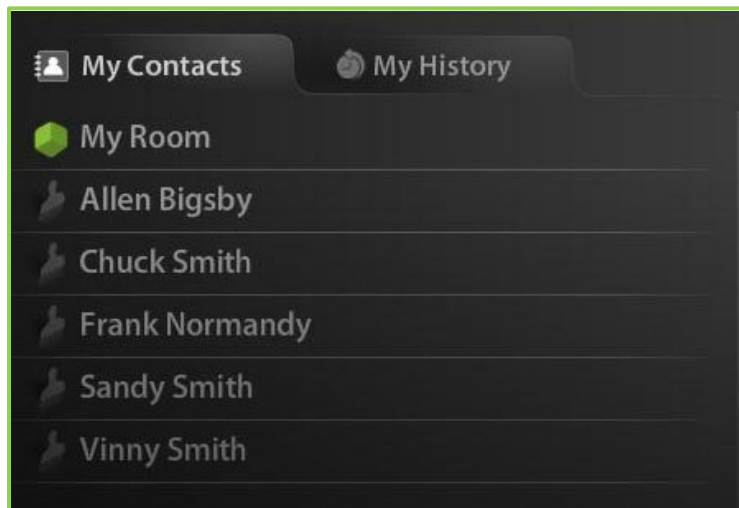 My Contacts My History
My Room
Allen Bigsby
Chuck Smith
Frank Normandy
Sandy Smith
Vinny Smith